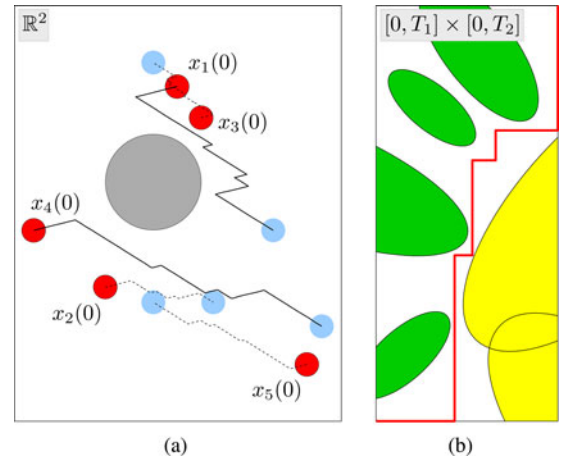 ℝ²
x₁(0)
x₃(0)
x₄(0)
x₂(0)
x₅(0)
(a)
[0, T₁] × [0, T₂]
(b)